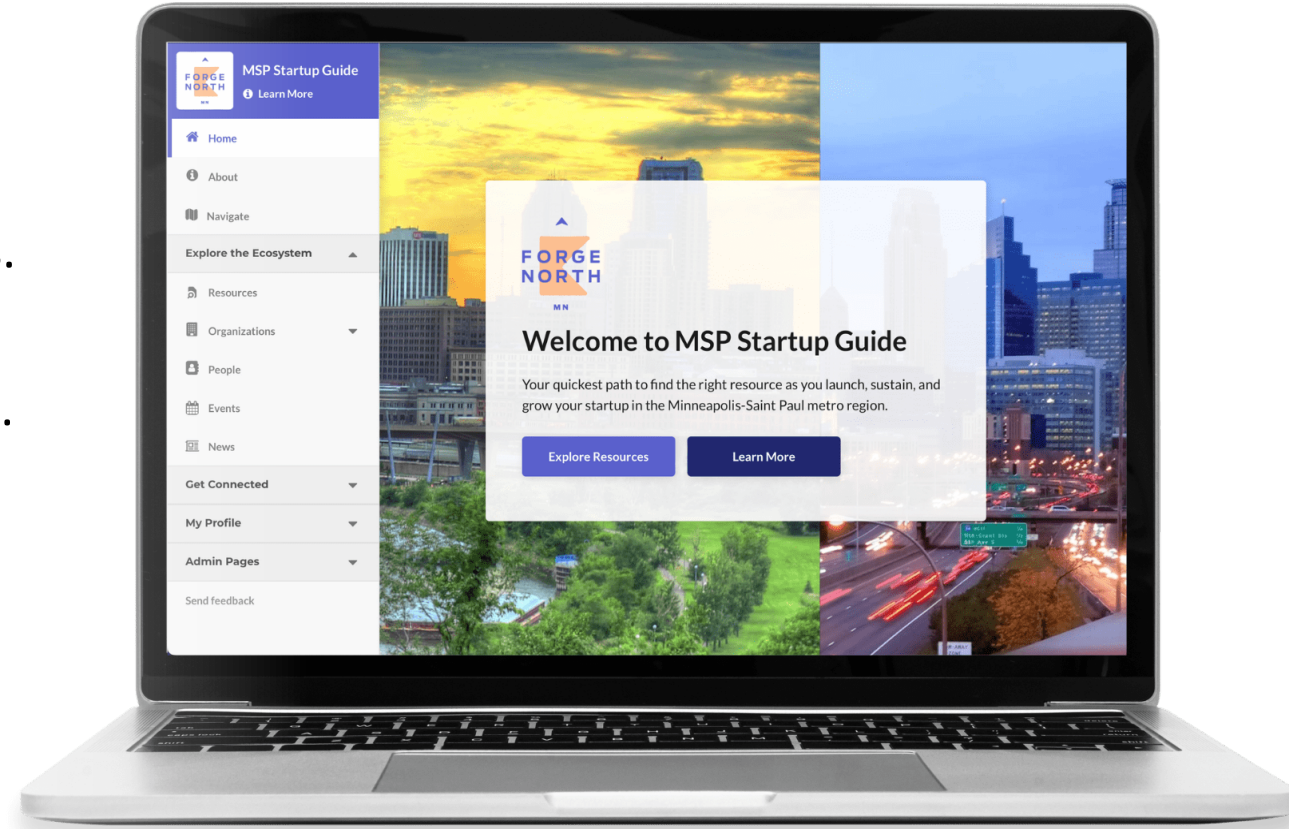 FORGE
NORTH
MN
MSP Startup Guide
Learn More
Home
About
Navigate
Explore the Ecosystem
Resources
Organizations
People
Events
News
Get Connected
My Profile
Admin Pages
Send feedback
FORGE
NORTH
MN
Welcome to MSP Startup Guide
Your quickest path to find the right resource as you launch, sustain, and
grow your startup in the Minneapolis-Saint Paul metro region.
Explore Resources
Learn More